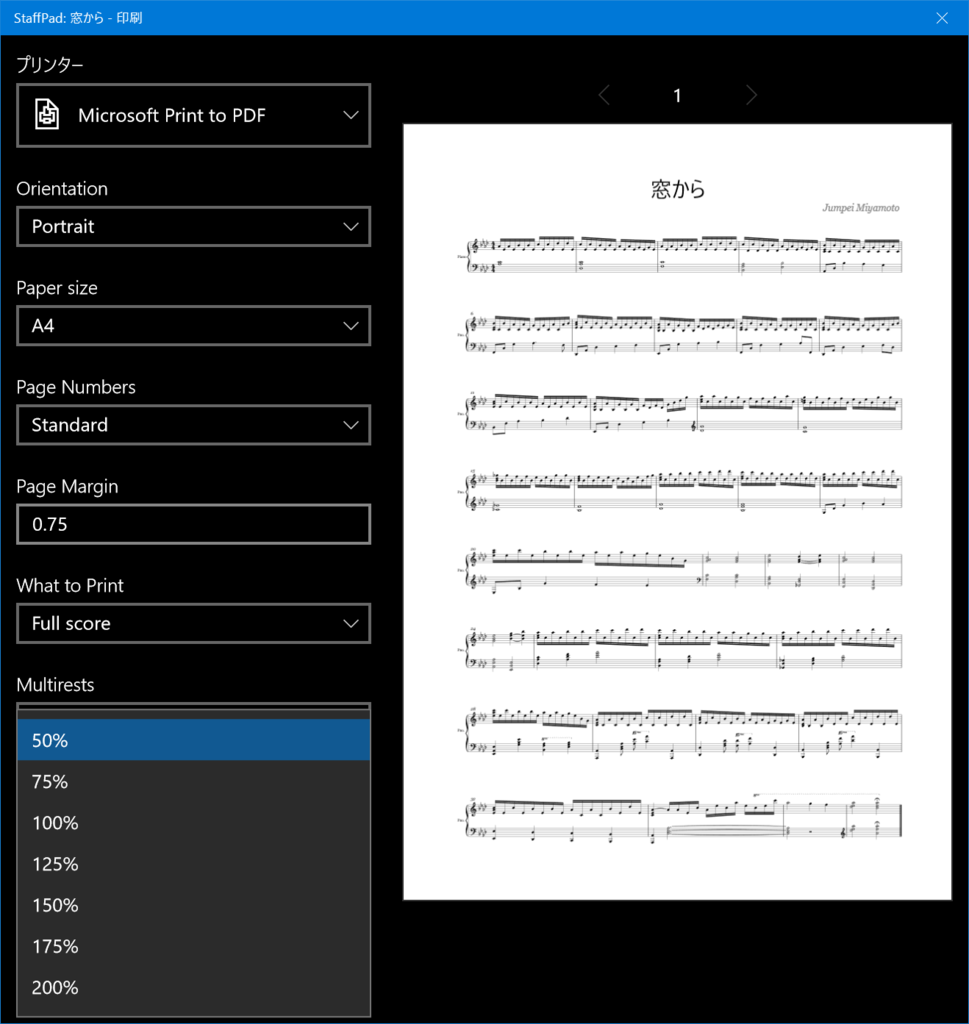 StaffPad: 窓から - 印刷
プリンター
Microsoft Print to PDF
Orientation
Portrait
Paper size
A4
Page Numbers
Standard
Page Margin
0.75
What to Print
Full score
Multirests
50%
75%
100%
125%
150%
175%
200%
1
窓から
Jumpei Miyamoto